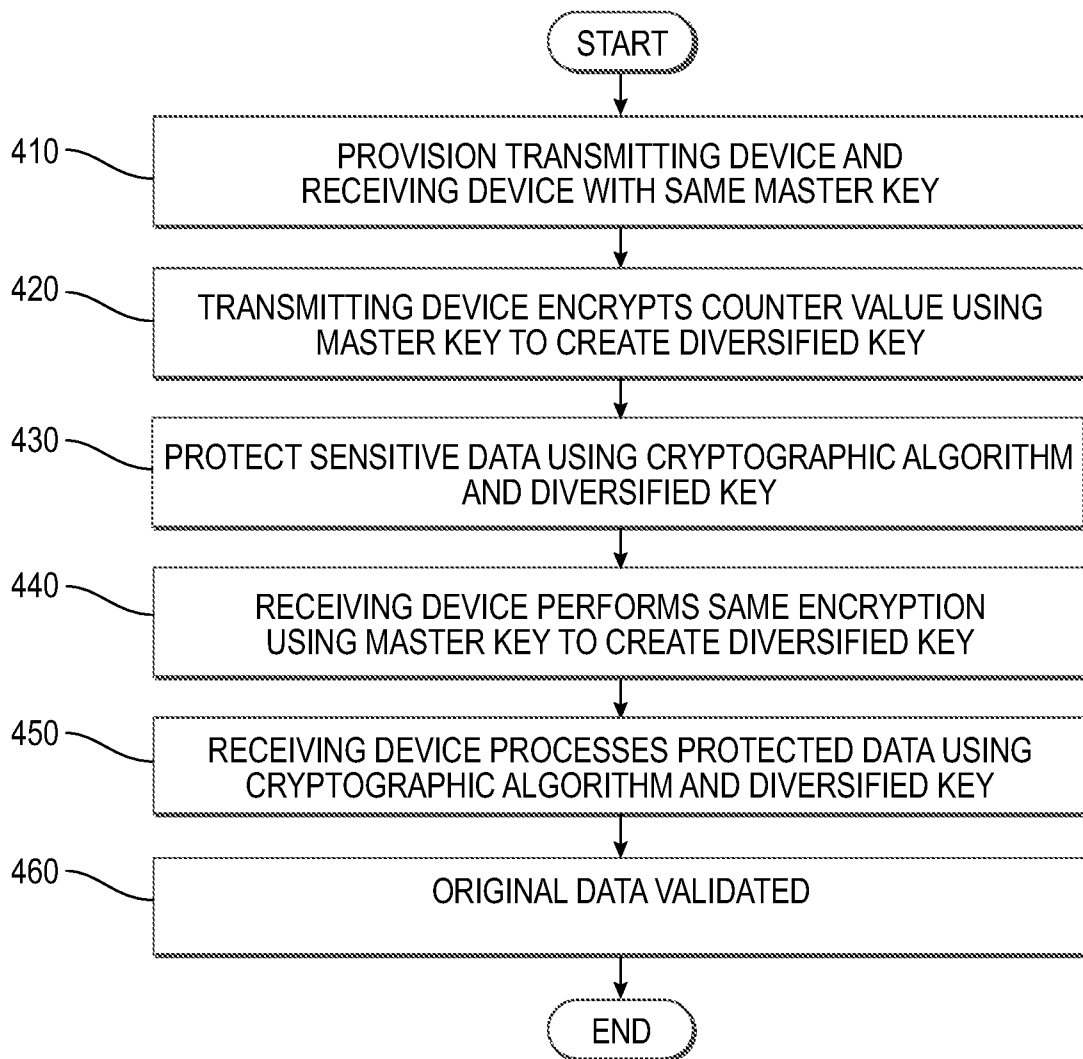 START
410
PROVISION TRANSMITTING DEVICE AND
RECEIVING DEVICE WITH SAME MASTER KEY
420
TRANSMITTING DEVICE ENCRYPTS COUNTER VALUE USING
MASTER KEY TO CREATE DIVERSIFIED KEY
430
PROTECT SENSITIVE DATA USING CRYPTOGRAPHIC ALGORITHM
AND DIVERSIFIED KEY
440
RECEIVING DEVICE PERFORMS SAME ENCRYPTION
USING MASTER KEY TO CREATE DIVERSIFIED KEY
450
RECEIVING DEVICE PROCESSES PROTECTED DATA USING
CRYPTOGRAPHIC ALGORITHM AND DIVERSIFIED KEY
460
ORIGINAL DATA VALIDATED
END